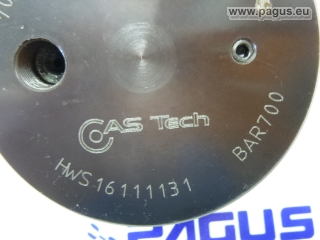 www.pagus.eu
CAS Tech
HWS 16111131
BAR700
PAGUS